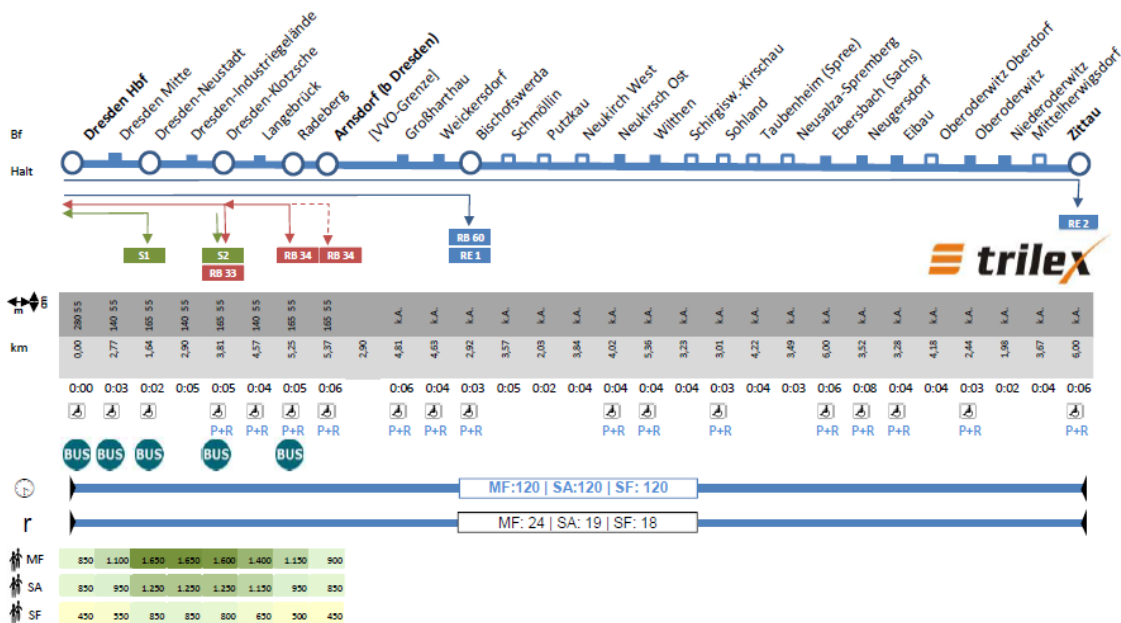 Bf
Dresden Hbf
Dresden Mitte
Dresden-Neustadt
Dresden-Industriegelände
Dresden-Klotzsche
Langebrück
Radeberg
Arnsdorf (b Dresden)
[VVO-Grenze]
Großharthau
Weickersdorf
Bischofswerda
Schmöllin
Putzkau
Neukirch West
Neukirsch Ost
Wilthen
Schirgisw.-Kirschau
Sohland
Taubenheim (Spree)
Neusalza-Spremberg
Ebersbach (Sachs)
Neugersdorf
Eibau
Oberoderwitz Oberdorf
Oberoderwitz
Niederoderwitz
Mittelherwigsdorf
Zittau
Halt
S1 S2 RB 34 RB 34 RB 60 RE 2
RB 33 RE 1
trilex
m cm 280 55 140 55 165 55 140 55 165 55 140 55 165 55 165 55 k.A. k.A. k.A. k.A. k.A. k.A. k.A. k.A. k.A. k.A. k.A. k.A. k.A. k.A. k.A. k.A. k.A. k.A. k.A. k.A.
km 0,00 2,77 1,64 2,90 3,81 4,57 5,25 5,37 2,90 4,81 4,63 2,92 3,57 2,03 3,84 4,02 5,36 3,23 3,01 4,22 3,49 6,00 3,52 3,28 4,18 2,44 1,98 3,67 6,00
0:00 0:03 0:02 0:05 0:05 0:04 0:05 0:06 0:06 0:04 0:03 0:05 0:02 0:04 0:04 0:04 0:04 0:03 0:04 0:03 0:06 0:08 0:04 0:04 0:03 0:02 0:04 0:06
P+R P+R P+R P+R P+R P+R P+R P+R P+R P+R P+R P+R P+R P+R P+R
BUS BUS BUS BUS BUS
MF:120 | SA:120 | SF: 120
r MF: 24 | SA: 19 | SF: 18
MF 850 1.100 1.650 1.650 1.600 1.400 1.150 900
SA 850 950 1.250 1.250 1.250 1.150 950 850
SF 450 550 850 850 800 650 500 450